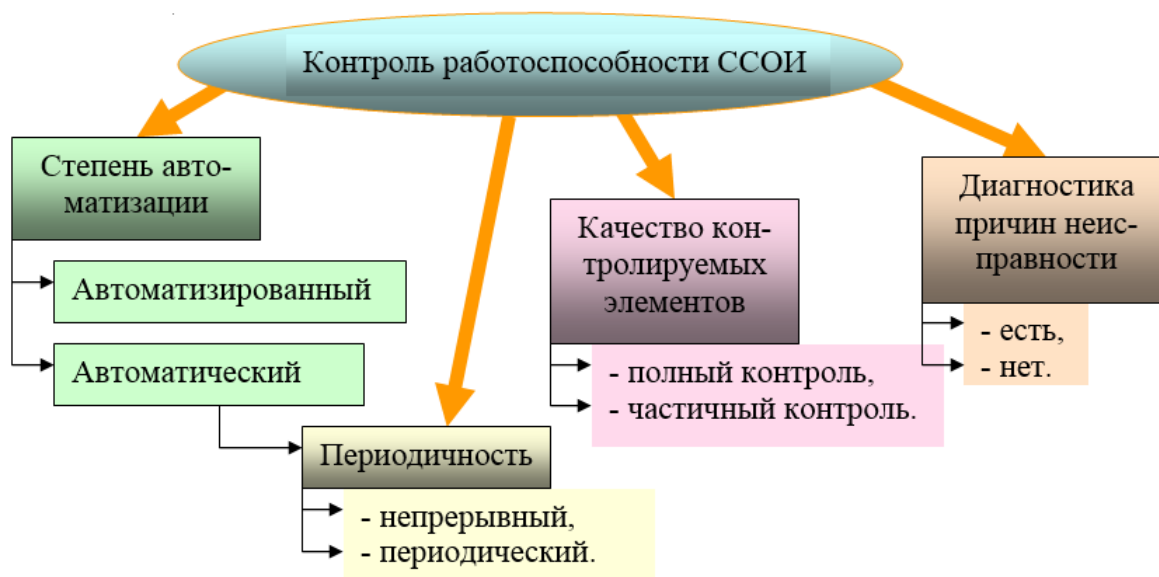 Контроль работоспособности ССОИ
Степень авто-
матизации
Автоматизированный
Автоматический
Периодичность
- непрерывный,
- периодический.
Качество кон-
тролируемых
элементов
- полный контроль,
- частичный контроль.
Диагностика
причин неис-
правности
- есть,
- нет.